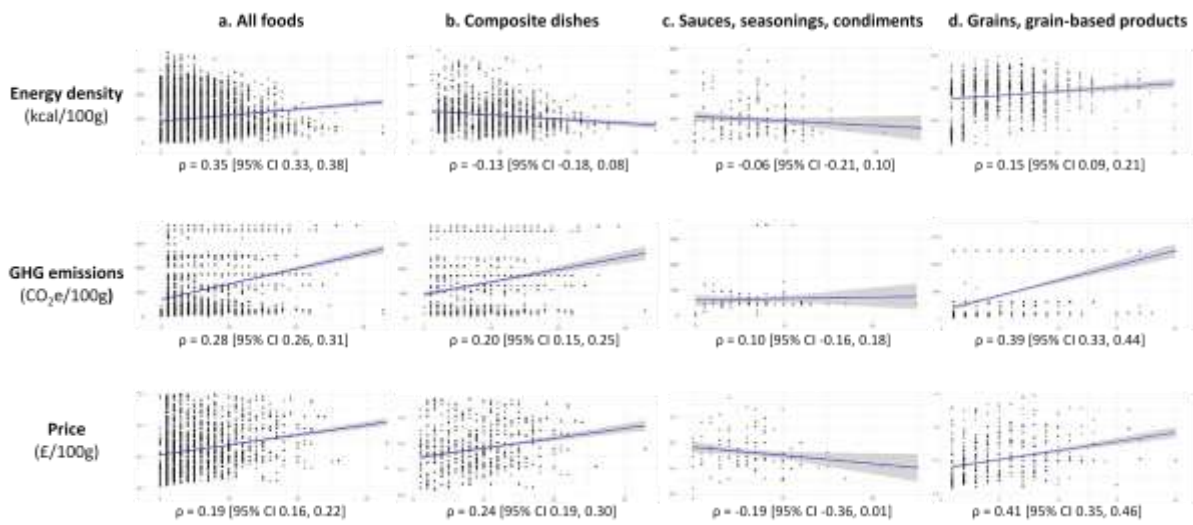 a. All foods
b. Composite dishes
c. Sauces, seasonings, condiments
d. Grains, grain-based products
Energy density
(kcal/100g)
ρ = 0.35 [95% CI 0.33, 0.38]
ρ = -0.13 [95% CI -0.18, 0.08]
ρ = -0.06 [95% CI -0.21, 0.10]
ρ = 0.15 [95% CI 0.09, 0.21]
GHG emissions
(CO₂e/100g)
ρ = 0.28 [95% CI 0.26, 0.31]
ρ = 0.20 [95% CI 0.15, 0.25]
ρ = 0.10 [95% CI -0.16, 0.18]
ρ = 0.39 [95% CI 0.33, 0.44]
Price
(£/100g)
ρ = 0.19 [95% CI 0.16, 0.22]
ρ = 0.24 [95% CI 0.19, 0.30]
ρ = -0.19 [95% CI -0.36, 0.01]
ρ = 0.41 [95% CI 0.35, 0.46]